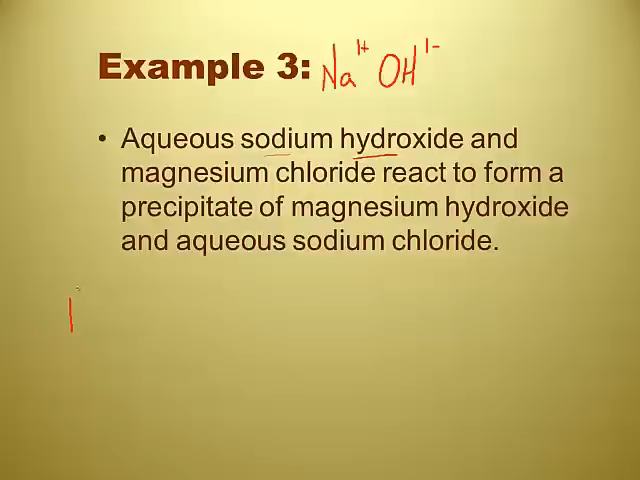 Example 3: Na¹⁺ OH¹⁻
• Aqueous sodium hydroxide and
magnesium chloride react to form a
precipitate of magnesium hydroxide
and aqueous sodium chloride.